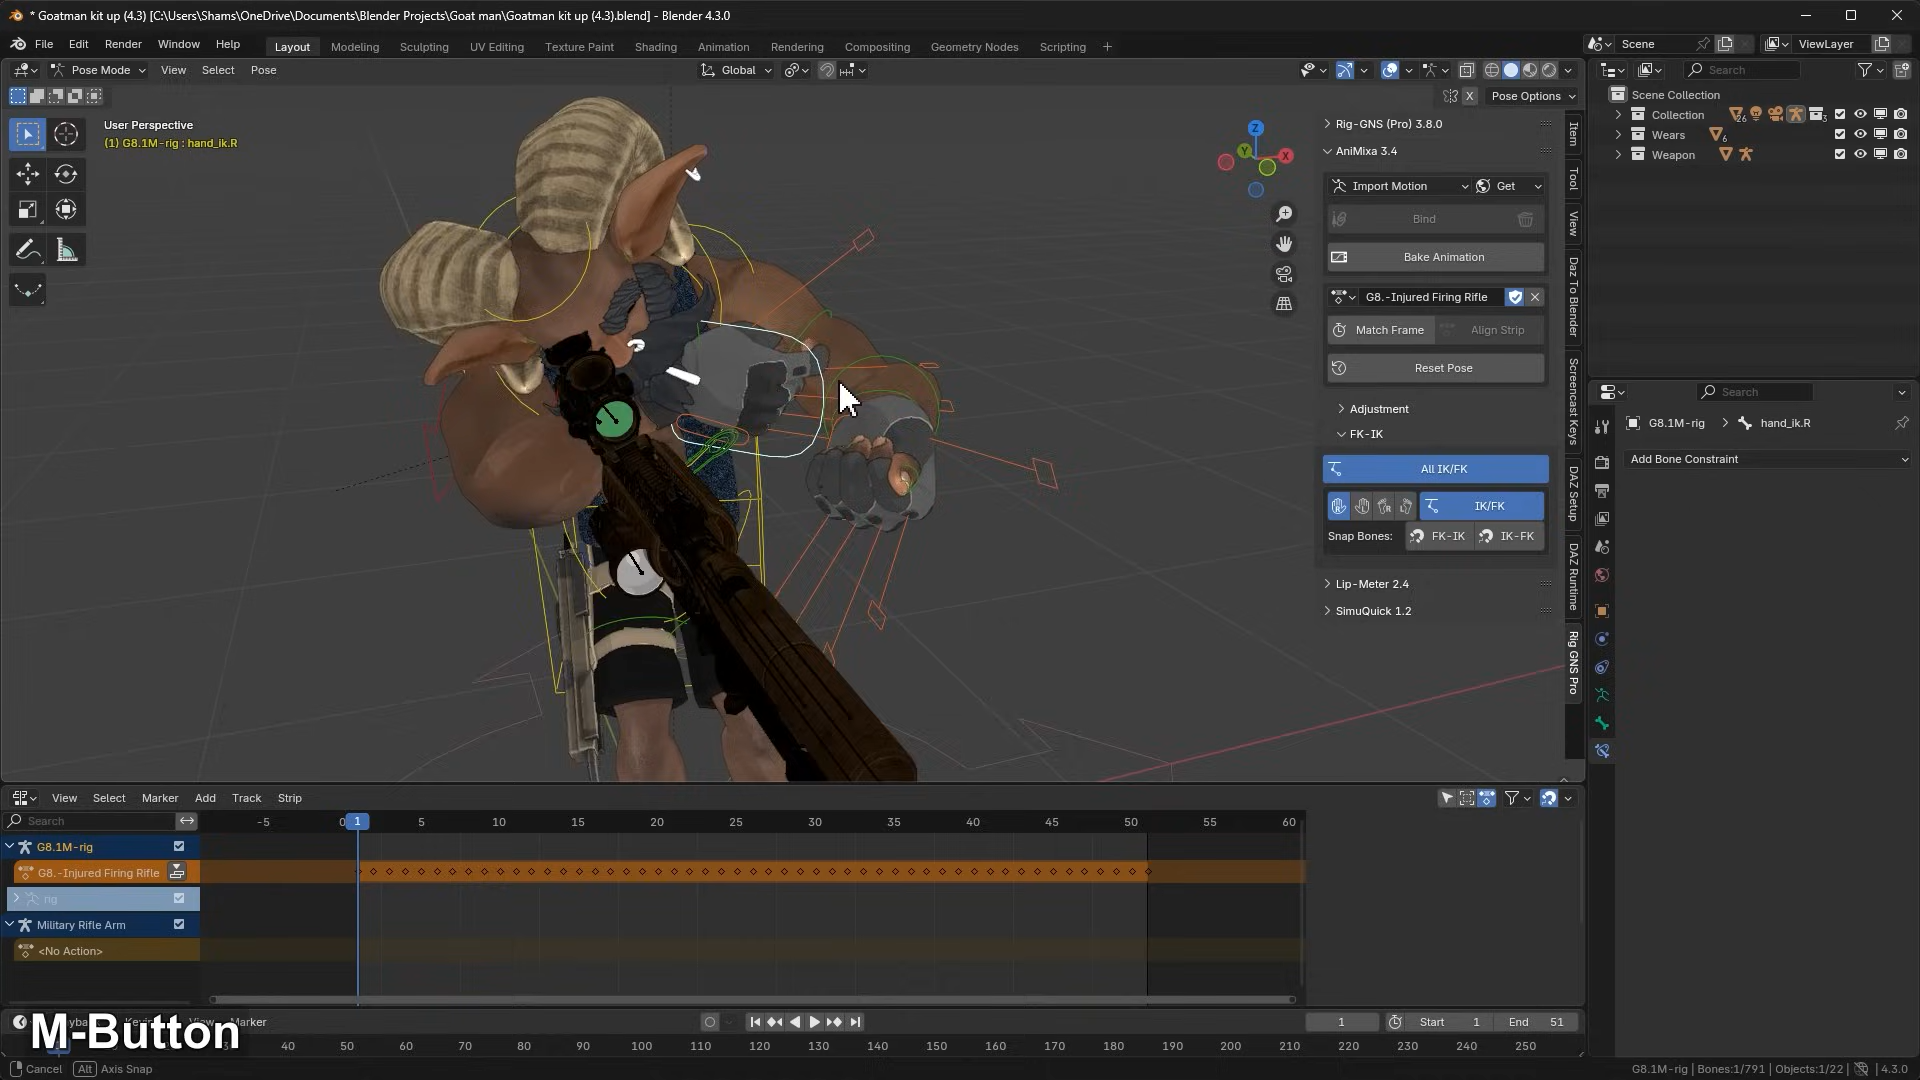 * Goatman kit up (4.3) [C:\Users\Shams\OneDrive\Documents\Blender Projects\Goat man\Goatman kit up (4.3).blend] - Blender 4.3.0
File Edit Render Window Help Layout Modeling Sculpting UV Editing Texture Paint Shading Animation Rendering Compositing Geometry Nodes Scripting + Scene ViewLayer
Pose Mode View Select Pose Global Search
X Pose Options
Scene Collection
Collection 26 3
Wears 6
Weapon
User Perspective
(1) G8.1M-rig : hand_ik.R
Z
Y X
Rig-GNS (Pro) 3.8.0
AniMixa 3.4
Import Motion Get
Bind
Bake Animation
G8.-Injured Firing Rifle
Match Frame Align Strip
Reset Pose
Adjustment
FK-IK
All IK/FK
R L R L IK/FK
Snap Bones: FK-IK IK-FK
Lip-Meter 2.4
SimuQuick 1.2
Item
Tool
View
Daz To Blender
Screencast Keys
DAZ Setup
DAZ Runtime
Rig GNS Pro
Search
G8.1M-rig > hand_ik.R
Add Bone Constraint
View Select Marker Add Track Strip
Search -5 0 1 5 10 15 20 25 30 35 40 45 50 55 60
G8.1M-rig
G8.-Injured Firing Rifle
rig
Military Rifle Arm
<No Action>
View Marker 1 Start 1 End 51
M-Button
40 50 60 70 80 90 100 110 120 130 140 150 160 170 180 190 200 210 220 230 240 250
Cancel Alt Axis Snap G8.1M-rig | Bones:1/791 | Objects:1/22 | 4.3.0